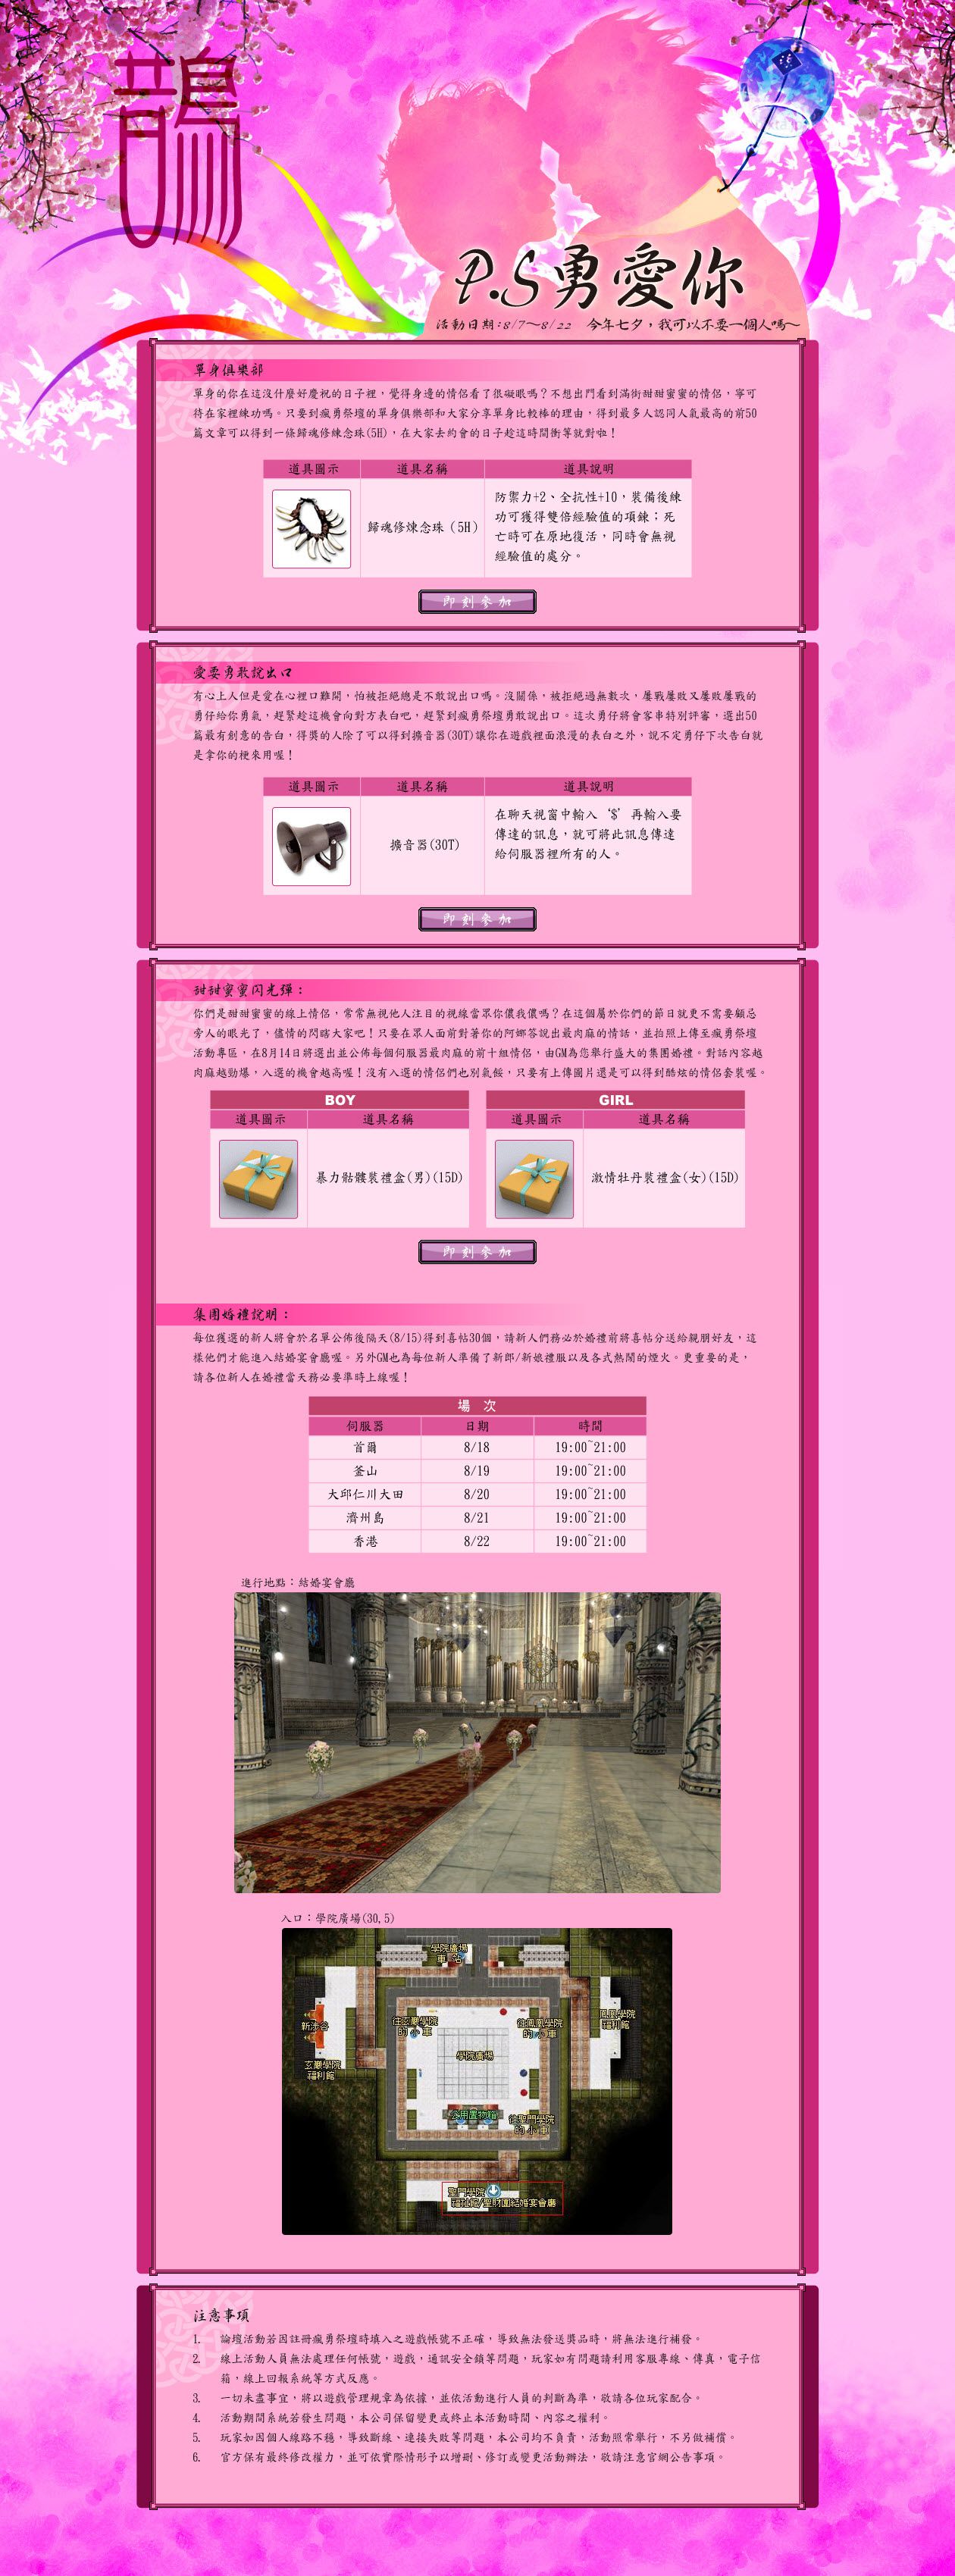 鵲
P.S勇愛你
活動日期:8/7～8/22 今年七夕，我可以不要一個人嗎～
單身俱樂部
單身的你在這沒什麼好慶祝的日子裡，覺得身邊的情侶看了很礙眼嗎？不想出門看到滿街甜甜蜜蜜的情侶，寧可
待在家裡練功嗎。只要到瘋勇祭壇的單身俱樂部和大家分享單身比較棒的理由，得到最多人認同人氣最高的前50
篇文章可以得到一條歸魂修煉念珠(5H)，在大家去約會的日子趁這時間衝等就對啦！
道具圖示 道具名稱 道具說明
歸魂修煉念珠（5H）
防禦力+2、全抗性+10，裝備後練
功可獲得雙倍經驗值的項鍊；死
亡時可在原地復活，同時會無視
經驗值的處分。
即刻參加
愛要勇敢說出口
有心上人但是愛在心裡口難開，怕被拒絕總是不敢說出口嗎。沒關係，被拒絕過無數次，屢戰屢敗又屢敗屢戰的
勇仔給你勇氣，趕緊趁這機會向對方表白吧，趕緊到瘋勇祭壇勇敢說出口。這次勇仔將會客串特別評審，選出50
篇最有創意的告白，得獎的人除了可以得到擴音器(30T)讓你在遊戲裡面浪漫的表白之外，說不定勇仔下次告白就
是拿你的梗來用喔！
道具圖示 道具名稱 道具說明
擴音器(30T)
在聊天視窗中輸入‘$’再輸入要
傳達的訊息，就可將此訊息傳達
給伺服器裡所有的人。
即刻參加
甜甜蜜蜜閃光彈：
你們是甜甜蜜蜜的線上情侶，常常無視他人注目的視線當眾你儂我儂嗎？在這個屬於你們的節日就更不需要顧忌
旁人的眼光了，儘情的閃瞎大家吧！只要在眾人面前對著你的阿娜答說出最肉麻的情話，並拍照上傳至瘋勇祭壇
活動專區，在8月14日將選出並公佈每個伺服器最肉麻的前十組情侶，由GM為您舉行盛大的集團婚禮。對話內容越
肉麻越勁爆，入選的機會越高喔！沒有入選的情侶們也別氣餒，只要有上傳圖片還是可以得到酷炫的情侶套裝喔。
BOY
道具圖示 道具名稱
暴力骷髏裝禮盒(男)(15D)
GIRL
道具圖示 道具名稱
激情牡丹裝禮盒(女)(15D)
即刻參加
集團婚禮說明：
每位獲選的新人將會於名單公佈後隔天(8/15)得到喜帖30個，請新人們務必於婚禮前將喜帖分送給親朋好友，這
樣他們才能進入結婚宴會廳喔。另外GM也為每位新人準備了新郎/新娘禮服以及各式熱鬧的煙火。更重要的是，
請各位新人在婚禮當天務必要準時上線喔！
場 次
伺服器 日期 時間
首爾 8/18 19:00~21:00
釜山 8/19 19:00~21:00
大邱仁川大田 8/20 19:00~21:00
濟州島 8/21 19:00~21:00
香港 8/22 19:00~21:00
進行地點：結婚宴會廳
入口：學院廣場(30,5)
學院廣場
車 站
新涉谷
往玄巖學院
的 小 車
往鳳凰學院
的 小 車
鳳凰學院
福利館
學院廣場
玄巖學院
福利館
公用置物箱
往聖門學院
的 小 車
聖門學院
福利館/聖財團結婚宴會廳
注意事項
1. 論壇活動若因註冊瘋勇祭壇時填入之遊戲帳號不正確，導致無法發送獎品時，將無法進行補發。
2. 線上活動人員無法處理任何帳號，遊戲，通訊安全鎖等問題，玩家如有問題請利用客服專線、傳真，電子信
箱，線上回報系統等方式反應。
3. 一切未盡事宜，將以遊戲管理規章為依據，並依活動進行人員的判斷為準，敬請各位玩家配合。
4. 活動期間系統若發生問題，本公司保留變更或終止本活動時間、內容之權利。
5. 玩家如因個人線路不穩，導致斷線、連接失敗等問題，本公司均不負責，活動照常舉行，不另做補償。
6. 官方保有最終修改權力，並可依實際情形予以增刪、修訂或變更活動辦法，敬請注意官網公告事項。